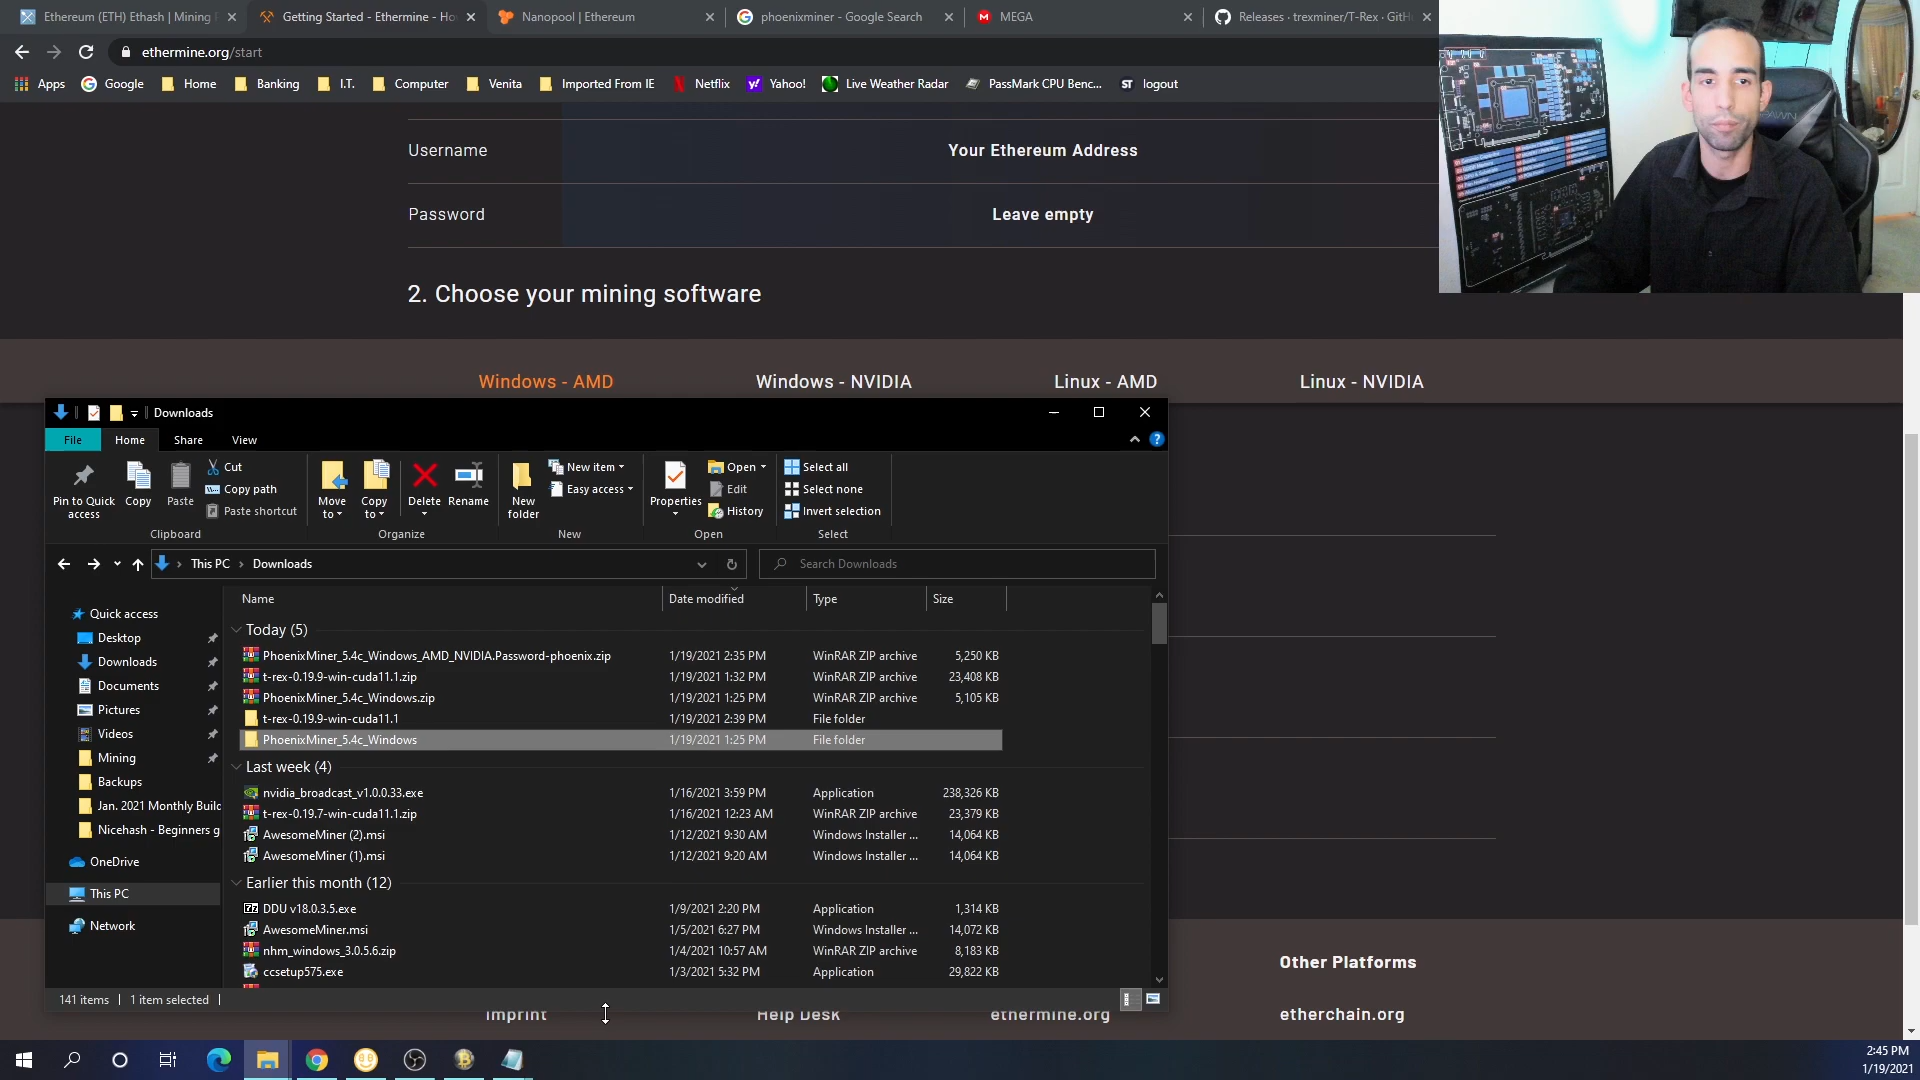 Ethereum (ETH) Ethash | Mining
Getting Started - Ethermine - Ho
Nanopool | Ethereum
phoenixminer - Google Search
MEGA
Releases · trexminer/T-Rex · GitH
ethermine.org/start
Apps
Google
Home
Banking
I.T.
Computer
Venita
Imported From IE
Netflix
Yahoo!
Live Weather Radar
PassMark CPU Benc...
ST logout
Username
Your Ethereum Address
Password
Leave empty
2. Choose your mining software
Windows - AMD
Windows - NVIDIA
Linux - AMD
Linux - NVIDIA
Downloads
File
Home
Share
View
Pin to Quick access
Copy
Paste
Cut
Copy path
Paste shortcut
Move to
Copy to
Delete
Rename
New folder
New item
Easy access
Properties
Open
Edit
History
Select all
Select none
Invert selection
Clipboard
Organize
New
Open
Select
This PC > Downloads
Search Downloads
Name
Date modified
Type
Size
Quick access
Desktop
Downloads
Documents
Pictures
Videos
Mining
Backups
Jan. 2021 Monthly Build
Nicehash - Beginners g
OneDrive
This PC
Network
Today (5)
PhoenixMiner_5.4c_Windows_AMD_NVIDIA.Password-phoenix.zip 1/19/2021 2:35 PM WinRAR ZIP archive 5,250 KB
t-rex-0.19.9-win-cuda11.1.zip 1/19/2021 1:32 PM WinRAR ZIP archive 23,408 KB
PhoenixMiner_5.4c_Windows.zip 1/19/2021 1:25 PM WinRAR ZIP archive 5,105 KB
t-rex-0.19.9-win-cuda11.1 1/19/2021 2:39 PM File folder
PhoenixMiner_5.4c_Windows 1/19/2021 1:25 PM File folder
Last week (4)
nvidia_broadcast_v1.0.0.33.exe 1/16/2021 3:59 PM Application 238,326 KB
t-rex-0.19.7-win-cuda11.1.zip 1/16/2021 12:23 AM WinRAR ZIP archive 23,379 KB
AwesomeMiner (2).msi 1/12/2021 9:30 AM Windows Installer ... 14,064 KB
AwesomeMiner (1).msi 1/12/2021 9:20 AM Windows Installer ... 14,064 KB
Earlier this month (12)
DDU v18.0.3.5.exe 1/9/2021 2:20 PM Application 1,314 KB
AwesomeMiner.msi 1/5/2021 6:27 PM Windows Installer ... 14,072 KB
nhm_windows_3.0.5.6.zip 1/4/2021 10:57 AM WinRAR ZIP archive 8,183 KB
ccsetup575.exe 1/3/2021 5:32 PM Application 29,822 KB
141 items
1 item selected
Other Platforms
Imprint
Help Desk
ethermine.org
etherchain.org
2:45 PM
1/19/2021